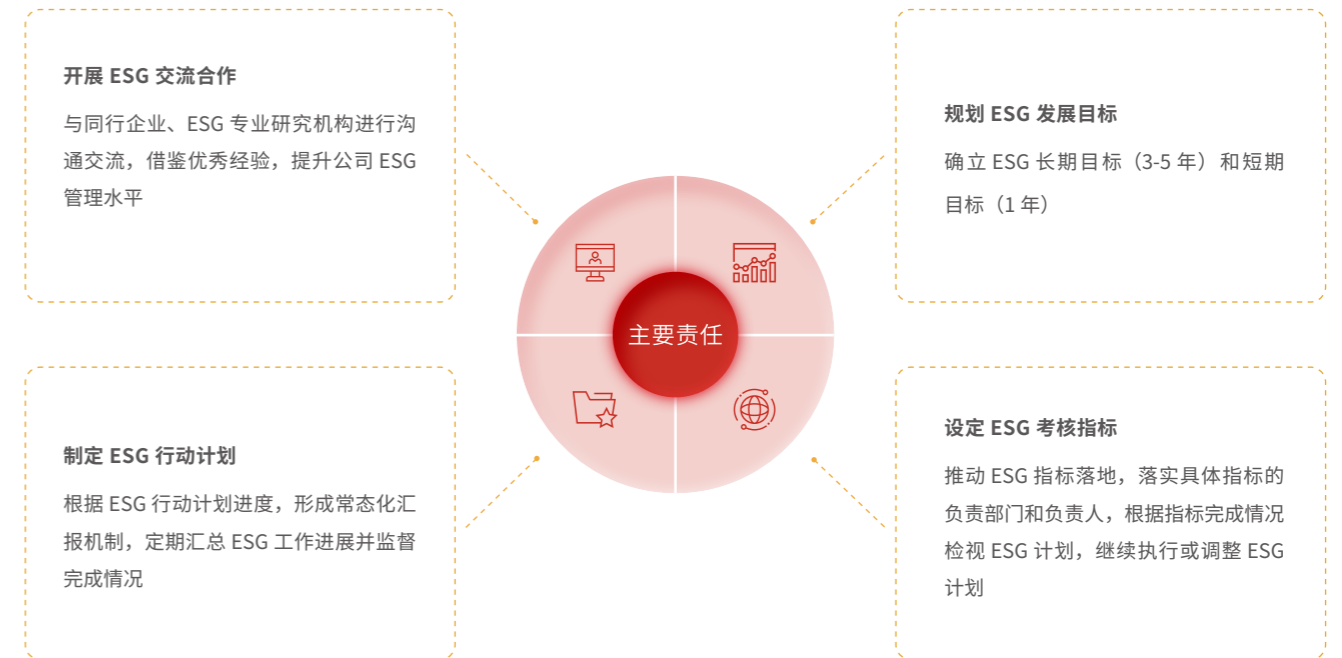 开展 ESG 交流合作
与同行企业、ESG 专业研究机构进行沟
通交流，借鉴优秀经验，提升公司 ESG
管理水平
规划 ESG 发展目标
确立 ESG 长期目标（3-5 年）和短期
目标（1 年）
主要责任
制定 ESG 行动计划
根据 ESG 行动计划进度，形成常态化汇
报机制，定期汇总 ESG 工作进展并监督
完成情况
设定 ESG 考核指标
推动 ESG 指标落地，落实具体指标的
负责部门和负责人，根据指标完成情况
检视 ESG 计划，继续执行或调整 ESG
计划